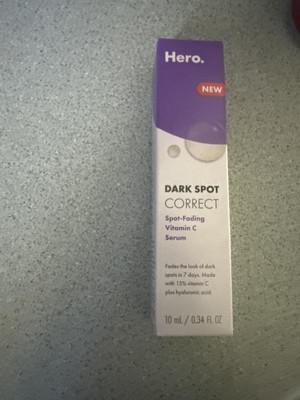 Hero.
NEW
DARK SPOT
CORRECT
Spot-Fading
Vitamin C
Serum
Fades the look of dark
spots in 7 days. Made
with 15% vitamin C
plus hyaluronic acid.
10 mL / 0.34 FL OZ